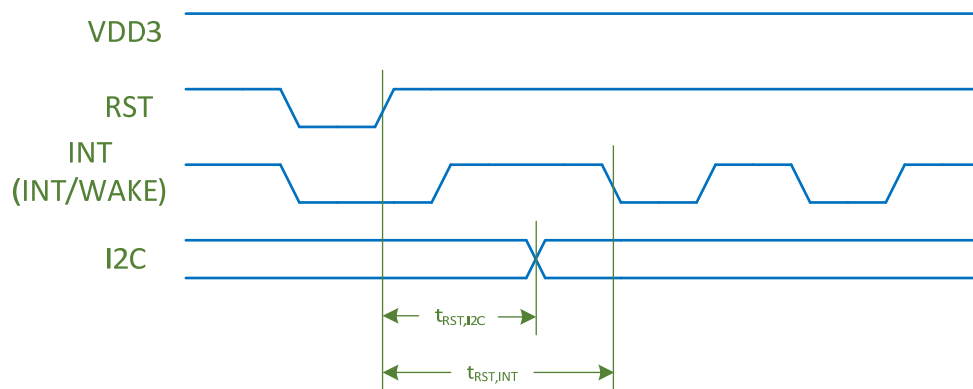 VDD3
RST
INT
(INT/WAKE)
I2C
tRST,I2C
tRST,INT